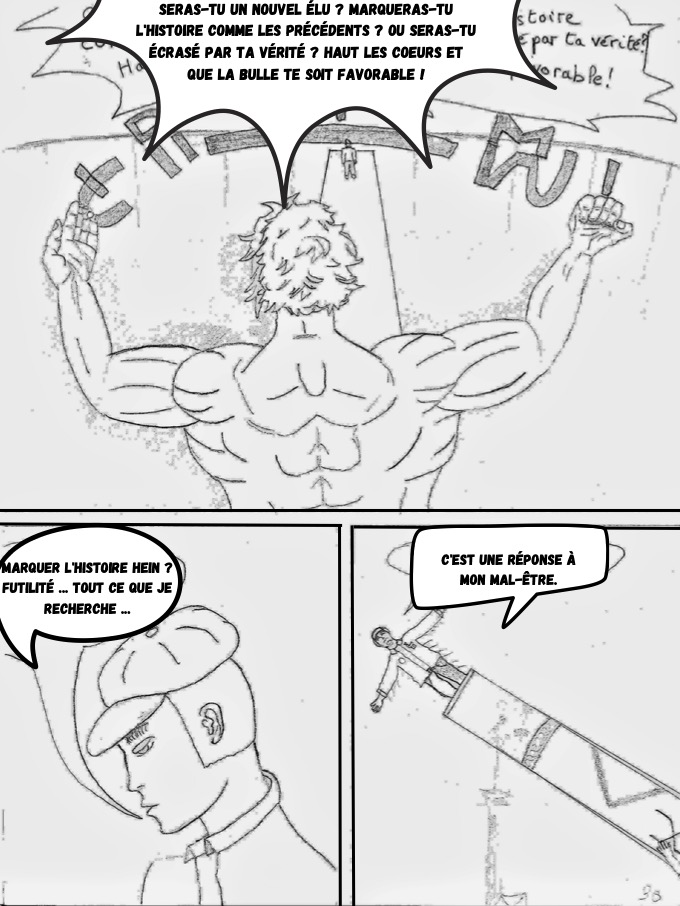 SERAS-TU UN NOUVEL ÉLU ? MARQUERAS-TU
L'HISTOIRE COMME LES PRÉCÉDENTS ? OU SERAS-TU
ÉCRASÉ PAR TA VÉRITÉ ? HAUT LES COEURS ET
QUE LA BULLE TE SOIT FAVORABLE !
stoire
par ta vérité?
Ha
vorable!
MARQUER L'HISTOIRE HEIN ?
FUTILITÉ ... TOUT CE QUE JE
RECHERCHE ...
C'EST UNE RÉPONSE À
MON MAL-ÊTRE.